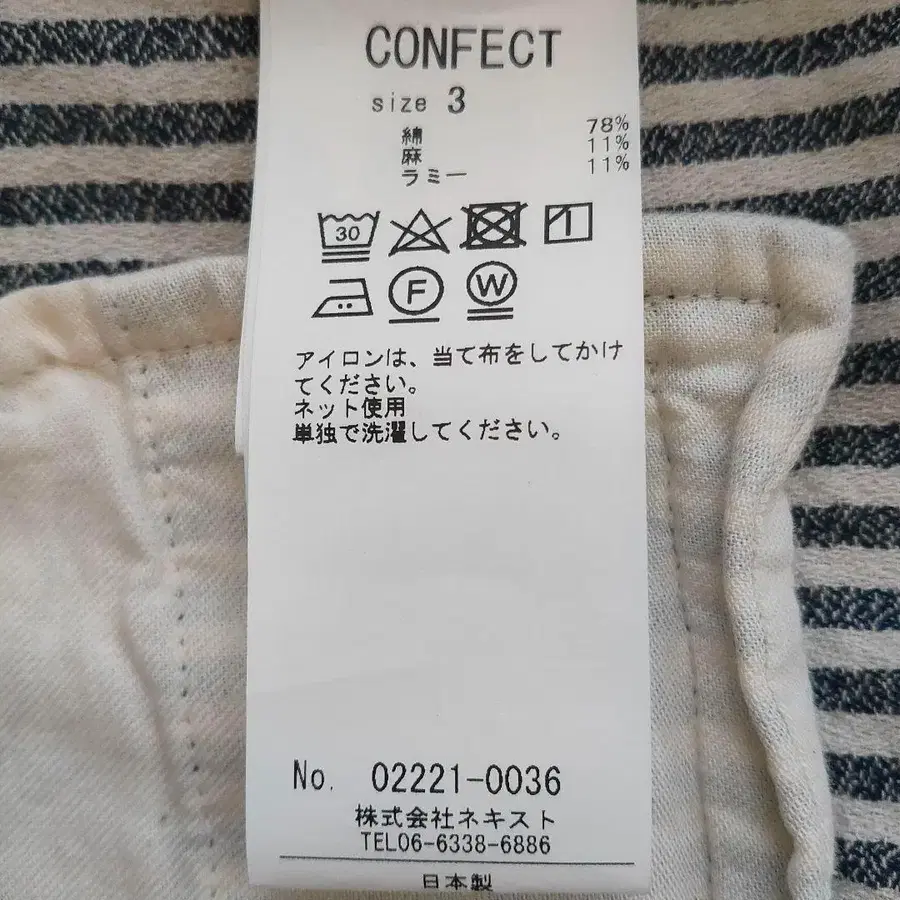 CONFECT
size 3
綿 78%
麻 11%
ラミー 11%
30
F W
アイロンは、当て布をしてかけ
てください。
ネット使用
単独で洗濯してください。
No. 02221-0036
株式会社ネキスト
TEL06-6338-6886
日本製